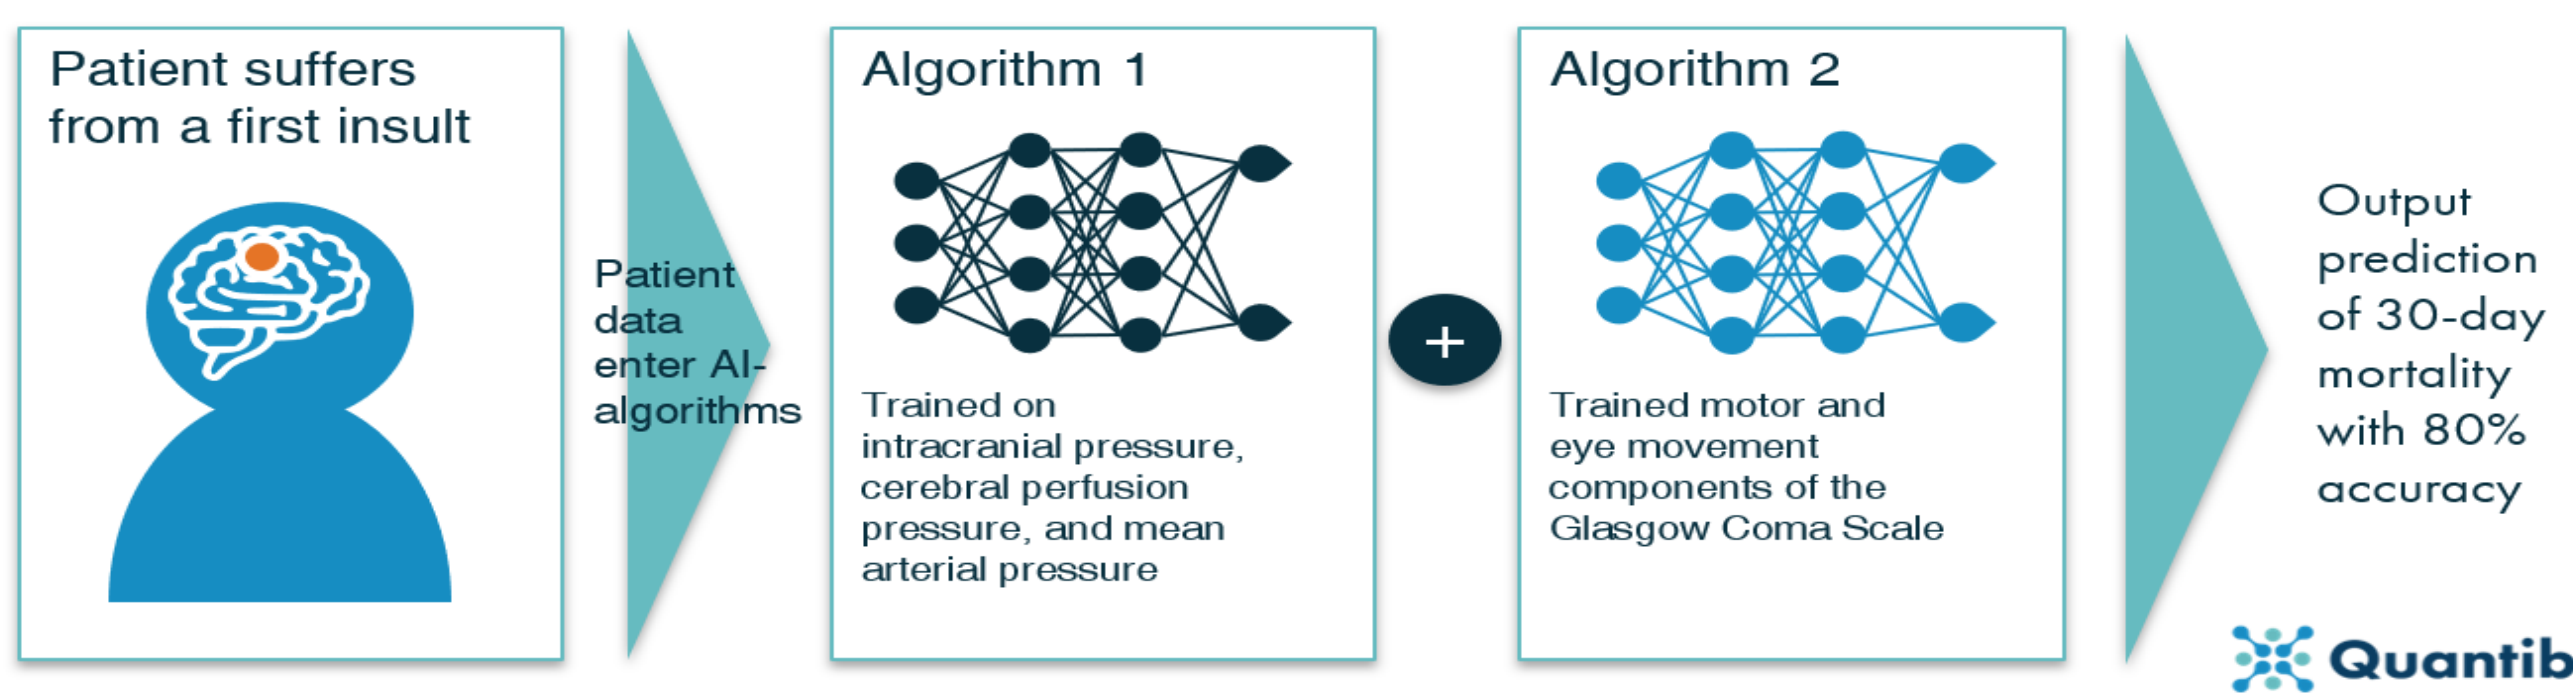 Patient suffers
from a first insult
Patient
data
enter AI-
algorithms
Algorithm 1
Trained on
intracranial pressure,
cerebral perfusion
pressure, and mean
arterial pressure
+
Algorithm 2
Trained motor and
eye movement
components of the
Glasgow Coma Scale
Output
prediction
of 30-day
mortality
with 80%
accuracy
Quantib